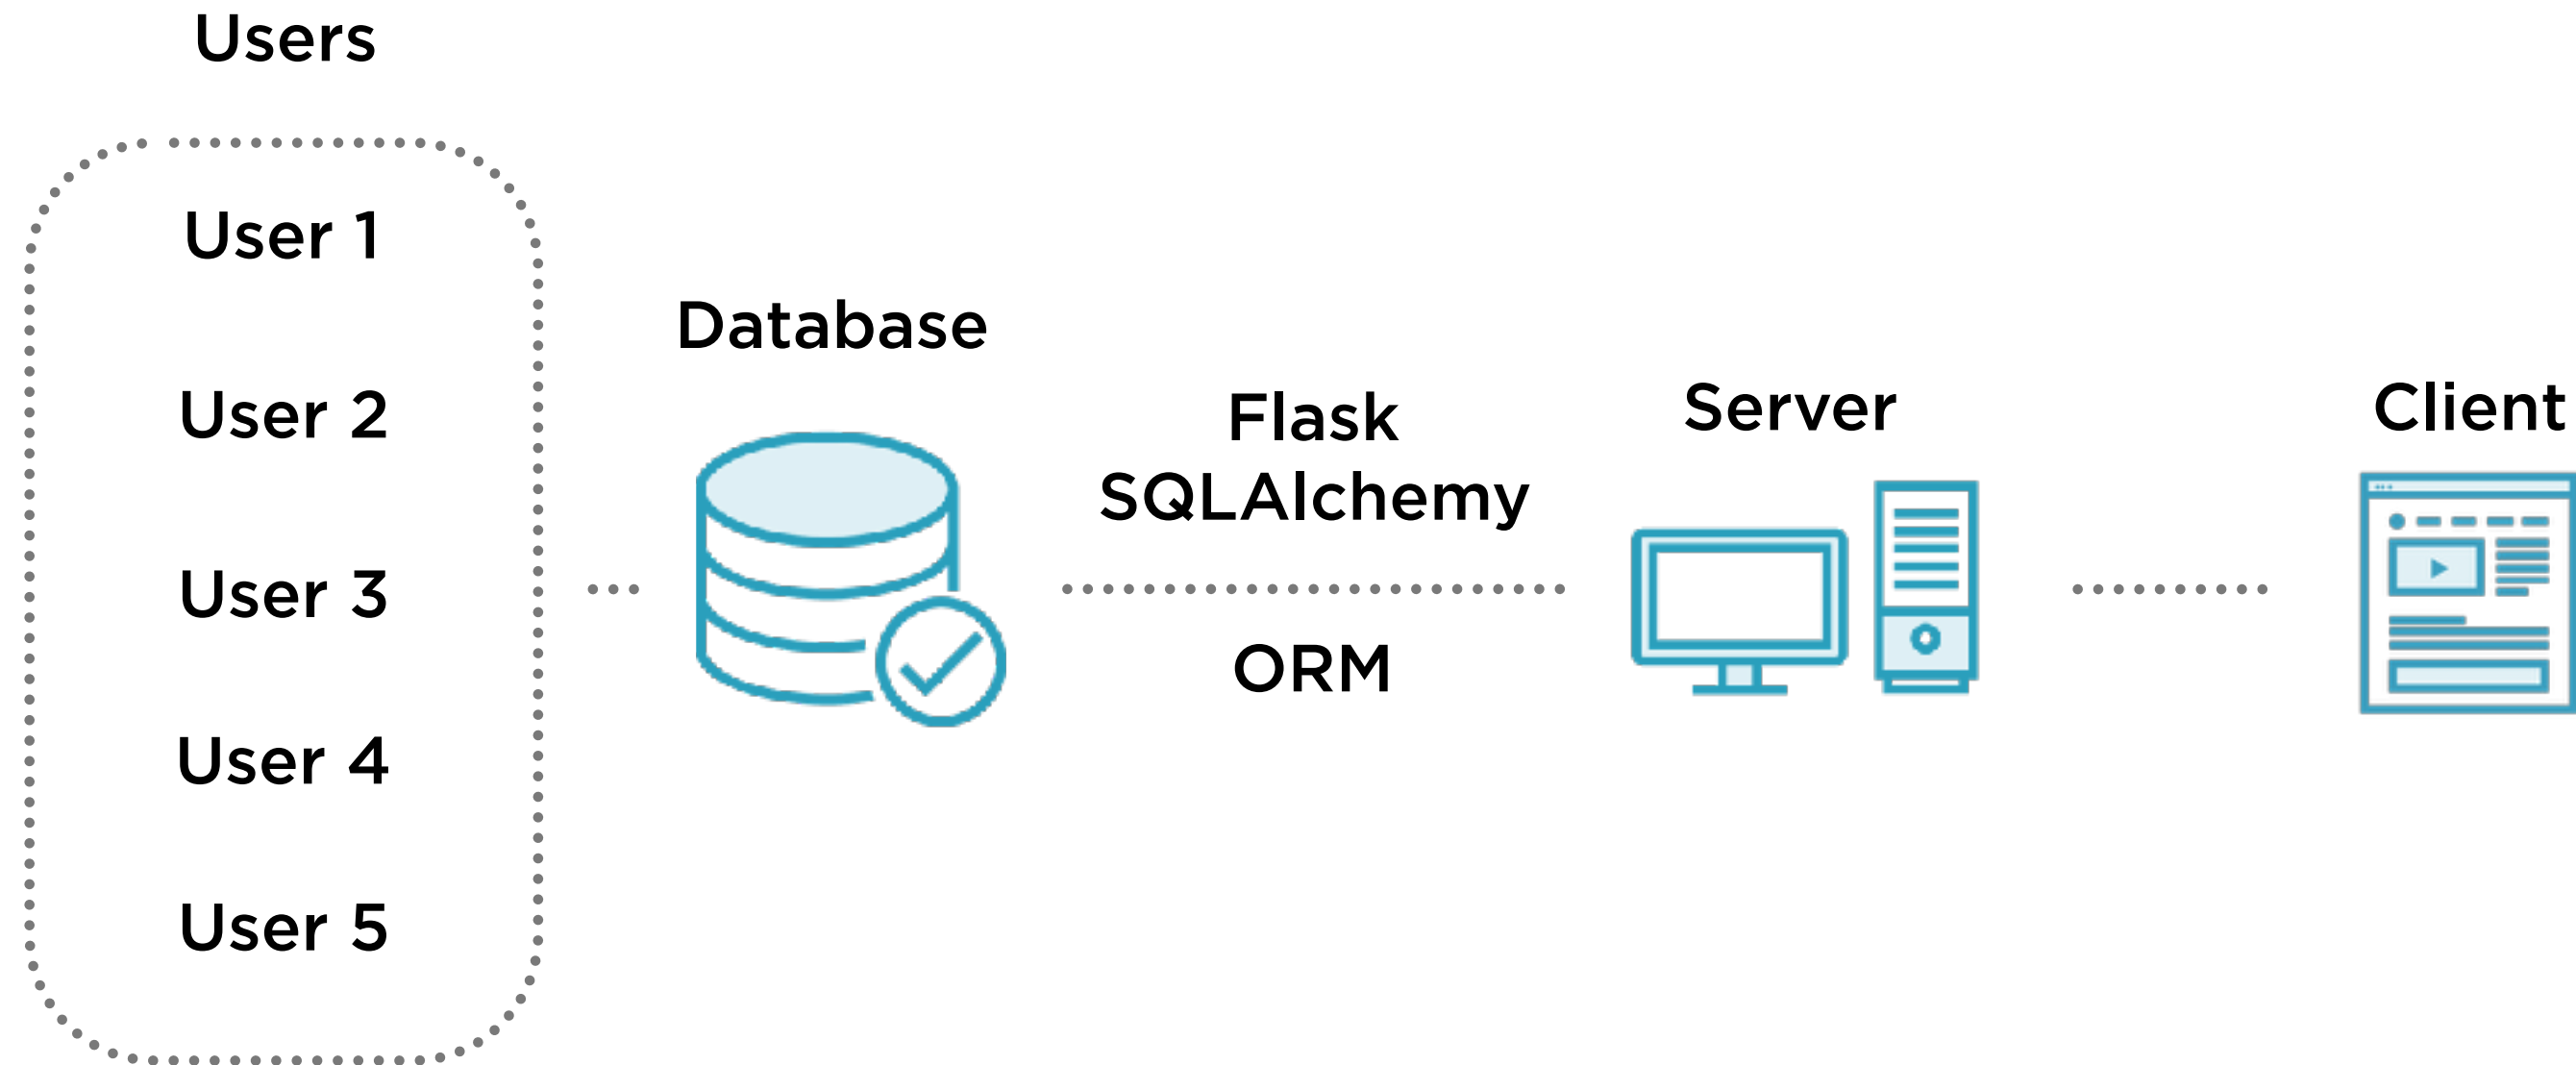 Users
User 1
User 2
User 3
User 4
User 5
Database
Flask
SQLAlchemy
ORM
Server
Client